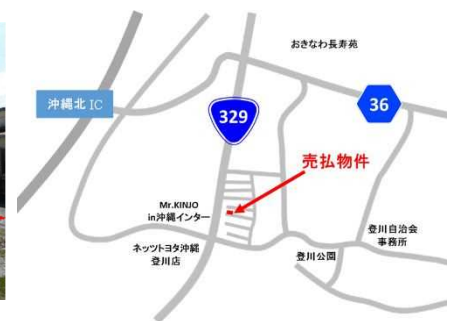 おきなわ長寿苑
沖縄北 IC
329
36
売払物件
Mr.KINJO
in沖縄インター
ネッツトヨタ沖縄
登川店
登川公園
登川自治会
事務所